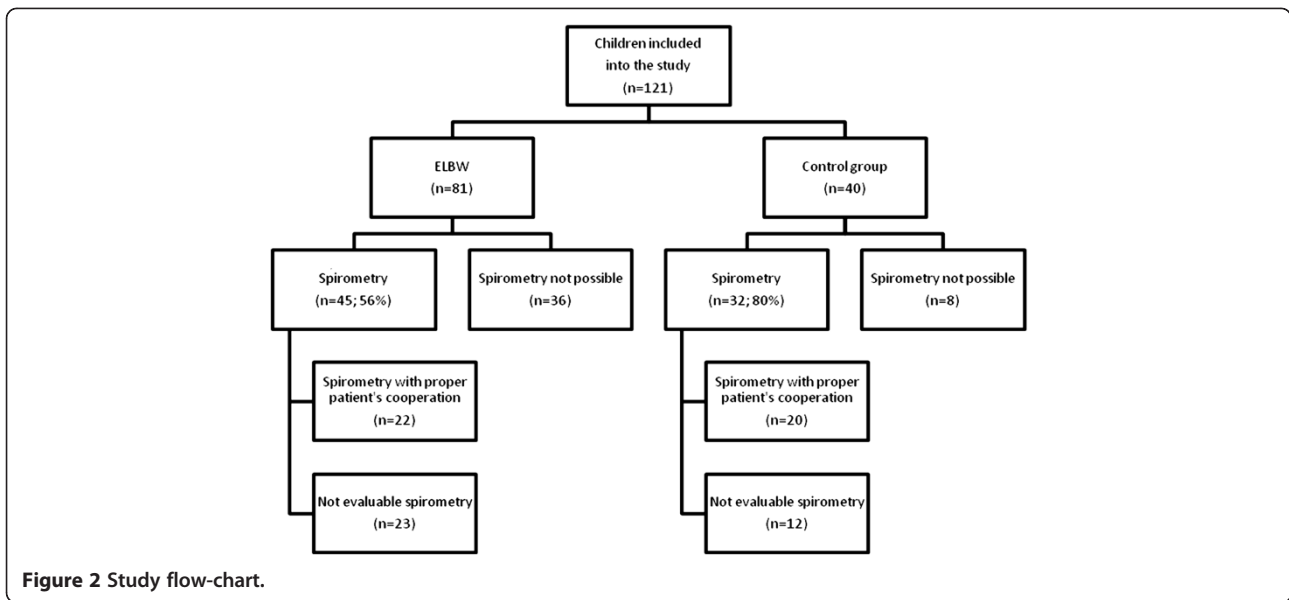 Children included
into the study
(n=121)
ELBW
(n=81)
Control group
(n=40)
Spirometry
(n=45; 56%)
Spirometry not possible
(n=36)
Spirometry
(n=32; 80%)
Spirometry not possible
(n=8)
Spirometry with proper
patient's cooperation
(n=22)
Spirometry with proper
patient's cooperation
(n=20)
Not evaluable spirometry
(n=23)
Not evaluable spirometry
(n=12)
Figure 2 Study flow-chart.